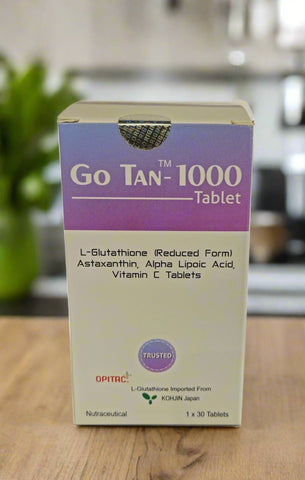 Go Tan™-1000
Tablet
L-Glutathione (Reduced Form)
Astaxanthin, Alpha Lipoic Acid,
Vitamin C Tablets
TRUSTED
OPITAC
L-Glutathione Imported From
KOHJIN Japan
Nutraceutical
1 x 30 Tablets